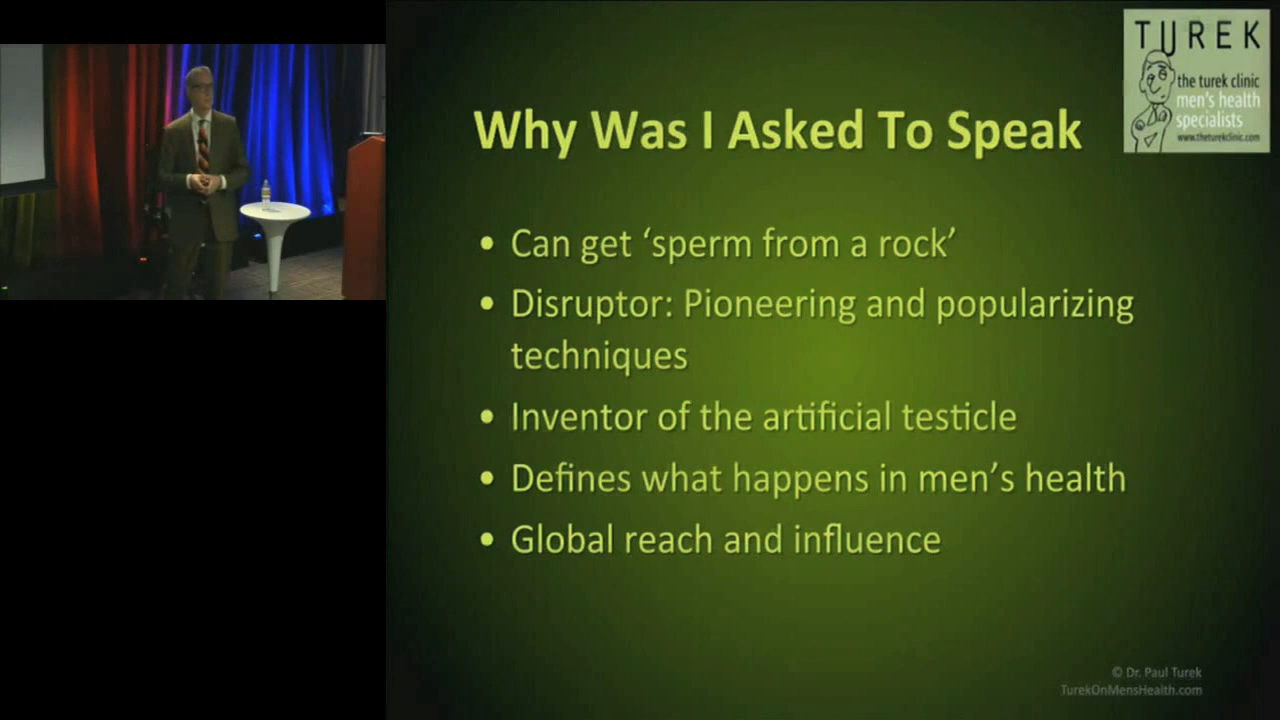 TUREK
the turek clinic
men's health
specialists
www.theturekclinic.com
Why Was I Asked To Speak
• Can get ‘sperm from a rock’
• Disruptor: Pioneering and popularizing
techniques
• Inventor of the artificial testicle
• Defines what happens in men’s health
• Global reach and influence
© Dr. Paul Turek
TurekOnMensHealth.com